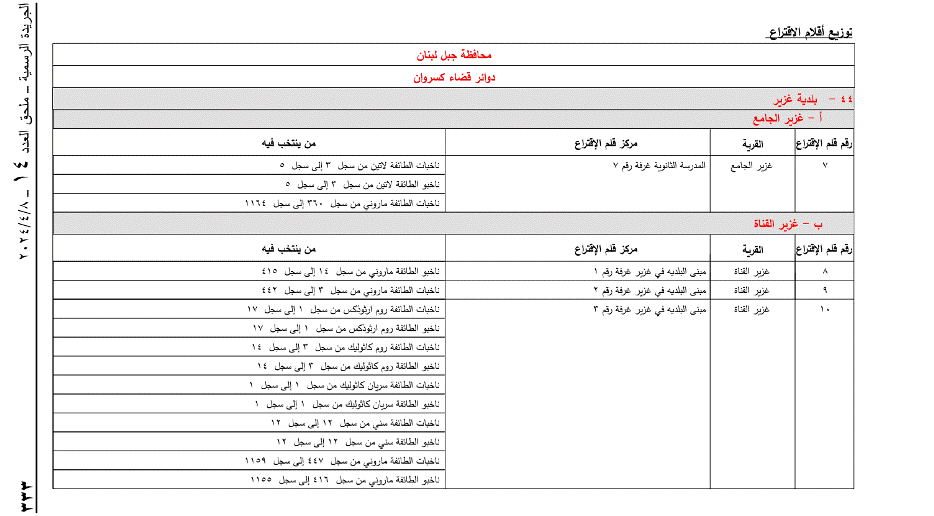 الجريدة الرسمية – ملحق العدد ١٤ – ٢٠٢٤/٤/٨
توزيع أقلام الاقتراع
محافظة جبل لبنان
دوائر قضاء كسروان
٤٤ - بلدية غزير
أ - غزير الجامع
رقم قلم الإقتراع القرية مركز قلم الإقتراع من ينتخب فيه
٧ غزير الجامع المدرسة الثانوية غرفة رقم ٧ ناخبات الطائفة لاتين من سجل ٣ إلى سجل ٥
ناخبو الطائفة لاتين من سجل ٣ إلى سجل ٥
ناخبات الطائفة ماروني من سجل ٣٦٠ إلى سجل ١١٦٤
ب - غزير القناة
رقم قلم الإقتراع القرية مركز قلم الإقتراع من ينتخب فيه
٨ غزير القناة مبنى البلديه في غزير غرفة رقم ١ ناخبو الطائفة ماروني من سجل ١٤ إلى سجل ٤١٥
٩ غزير القناة مبنى البلديه في غزير غرفة رقم ٢ ناخبات الطائفة ماروني من سجل ٣ إلى سجل ٤٤٢
١٠ غزير القناة مبنى البلديه في غزير غرفة رقم ٣ ناخبات الطائفة روم ارثوذكس من سجل ١ إلى سجل ١٧
ناخبو الطائفة روم ارثوذكس من سجل ١ إلى سجل ١٧
ناخبات الطائفة روم كاثوليك من سجل ٣ إلى سجل ١٤
ناخبو الطائفة روم كاثوليك من سجل ٣ إلى سجل ١٤
ناخبات الطائفة سريان كاثوليك من سجل ١ إلى سجل ١
ناخبو الطائفة سريان كاثوليك من سجل ١ إلى سجل ١
ناخبات الطائفة سني من سجل ١٢ إلى سجل ١٢
ناخبو الطائفة سني من سجل ١٢ إلى سجل ١٢
ناخبات الطائفة ماروني من سجل ٤٤٧ إلى سجل ١١٥٩
ناخبو الطائفة ماروني من سجل ٤١٦ إلى سجل ١١٥٥
٣٣٣